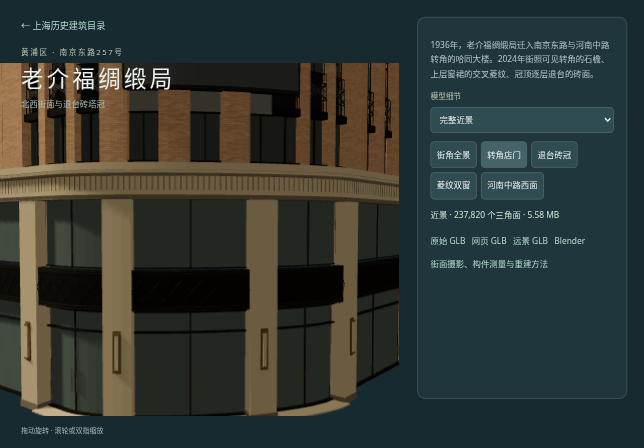 ← 上海历史建筑目录
黄浦区 · 南京东路257号
老介福绸缎局
北西街面与退台砖塔冠
拖动旋转 · 滚轮或双指缩放
1936年，老介福绸缎局迁入南京东路与河南中路
转角的哈同大楼。2024年街照可见转角的石檐、
上层窗裙的交叉菱纹、冠顶逐层退台的砖面。
模型细节
完整近景
街角全景 转角店门 退台砖冠
菱纹双窗 河南中路西面
近景 · 237,820 个三角面 · 5.58 MB
原始 GLB 网页 GLB 远景 GLB Blender
街面摄影、构件测量与重建方法